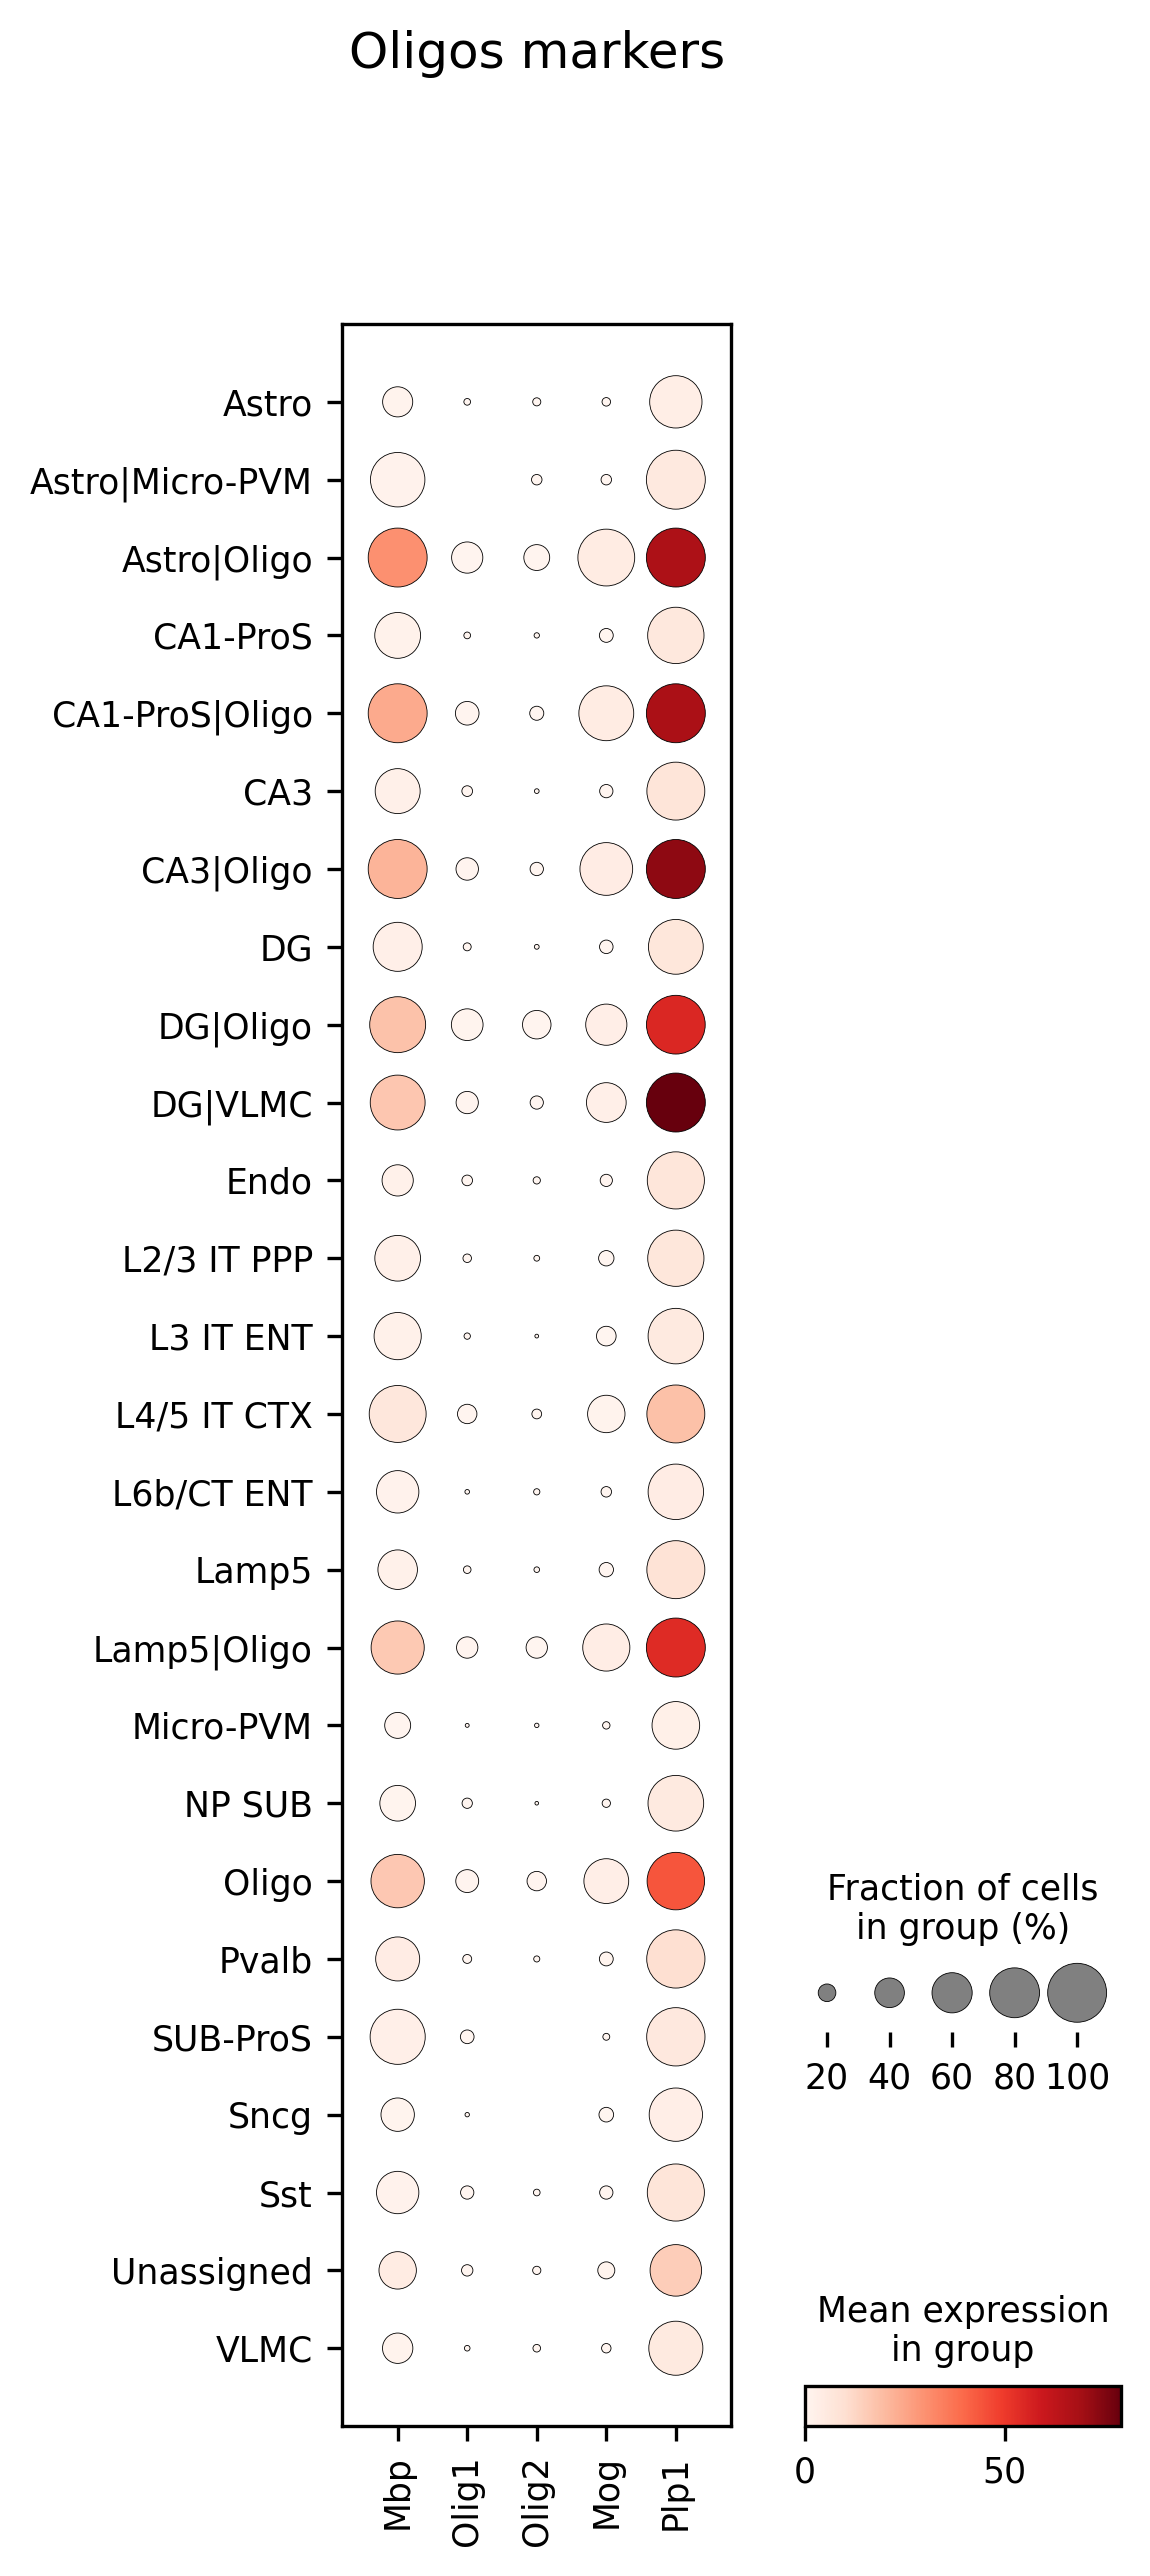 Oligos markers
Astro
Astro|Micro-PVM
Astro|Oligo
CA1-ProS
CA1-ProS|Oligo
CA3
CA3|Oligo
DG
DG|Oligo
DG|VLMC
Endo
L2/3 IT PPP
L3 IT ENT
L4/5 IT CTX
L6b/CT ENT
Lamp5
Lamp5|Oligo
Micro-PVM
NP SUB
Oligo
Pvalb
SUB-ProS
Sncg
Sst
Unassigned
VLMC
Mbp
Olig1
Olig2
Mog
Plp1
Fraction of cells
in group (%)
20 40 60 80 100
Mean expression
in group
0 50